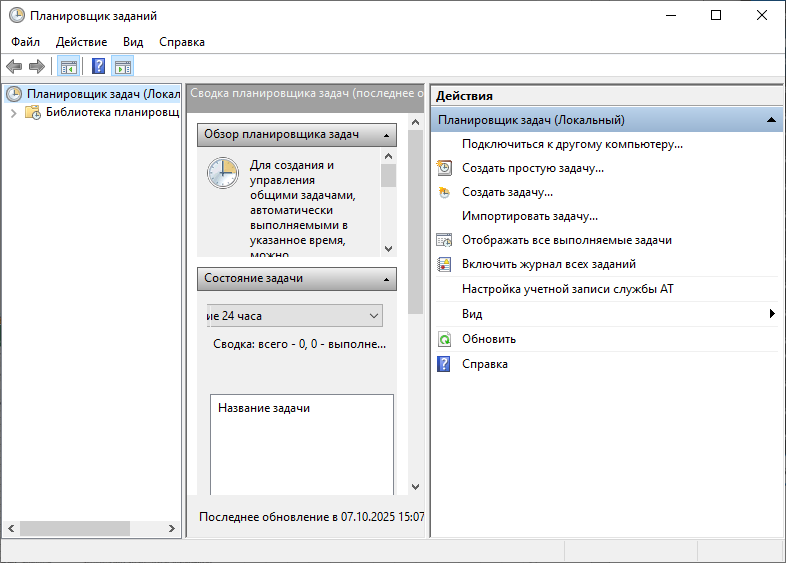 Планировщик заданий
Файл Действие Вид Справка
Планировщик задач (Локал
Библиотека планировщ
Сводка планировщика задач (последнее о
Обзор планировщика задач
Для создания и
управления
общими задачами,
автоматически
выполняемыми в
указанное время,
можно
Состояние задачи
ие 24 часа
Сводка: всего - 0, 0 - выполне...
Название задачи
Последнее обновление в 07.10.2025 15:07
Действия
Планировщик задач (Локальный)
Подключиться к другому компьютеру...
Создать простую задачу...
Создать задачу...
Импортировать задачу...
Отображать все выполняемые задачи
Включить журнал всех заданий
Настройка учетной записи службы AT
Вид
Обновить
Справка